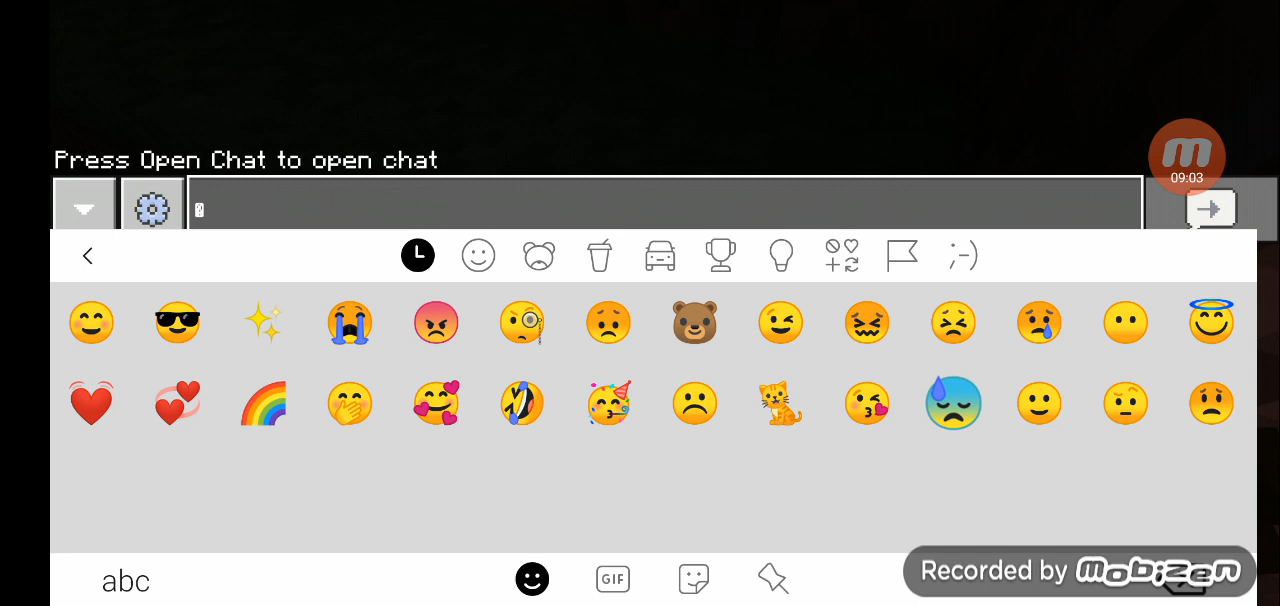 Press Open Chat to open chat
09:03
;-)
GIF
abc
Recorded by mobizen